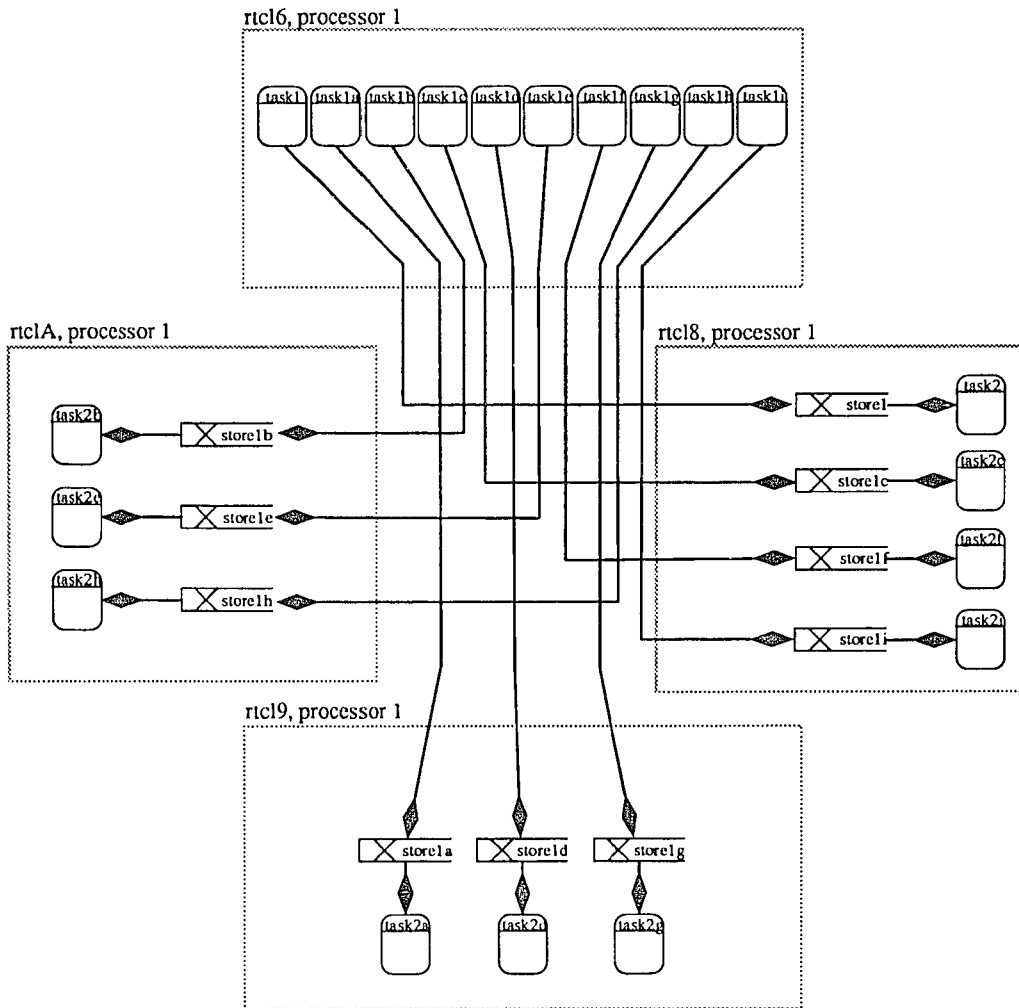 rtcl6, processor 1
task1 task1a task1b task1c task1d task1e task1f task1g task1h task1i
rtclA, processor 1
rtcl8, processor 1
task2b
store1b
task2e
store1e
task2h
store1h
store1
task2
store1c
task2c
store1f
task2f
store1i
task2i
rtcl9, processor 1
store1a store1d store1g
task2a task2d task2g